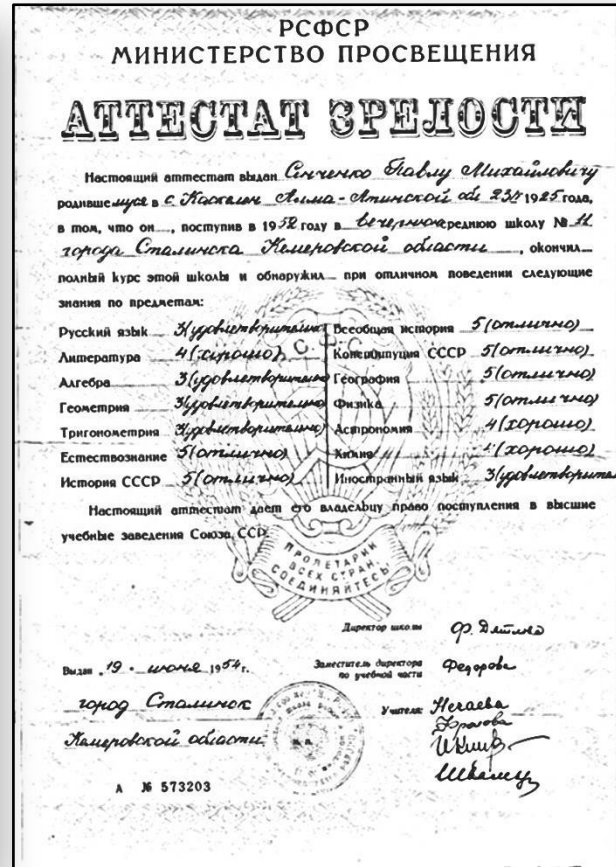 РСФСР
МИНИСТЕРСТВО ПРОСВЕЩЕНИЯ
АТТЕСТАТ ЗРЕЛОСТИ
Настоящий аттестат выдан Сенченко Павлу Михайловичу
родившемуся в с. Каскелен Алма-Атинской обл. 1925 года,
в том, что он , поступив в 1952 году в вечернюю среднюю школу № 11
города Сталинска Кемеровской области , окончил
полный курс этой школы и обнаружил при отличном поведении следующие
знания по предметам:
Русский язык 3(удовлетворительно)
Литература 4(хорошо)
Алгебра 3(удовлетворительно)
Геометрия 3(удовлетворительно)
Тригонометрия 3(удовлетворительно)
Естествознание 5(отлично)
История СССР 5(отлично)
Всеобщая история 5(отлично)
Конституция СССР 5(отлично)
География 5(отлично)
Физика 5(отлично)
Астрономия 4(хорошо)
Химия (хорошо)
Иностранный язык 3(удовлетворител
Настоящий аттестат дает его владельцу право поступления в высшие
учебные заведения Союза ССР.
ПРОЛЕТАРИИ
ВСЕХ СТРАН,
СОЕДИНЯЙТЕСЬ!
Директор школы
Выдан 19 июня 1954 г.
Заместитель директора
по учебной части
Федорова
город Сталинск
Кемеровской области
Учителя: Нечаева
А № 573203